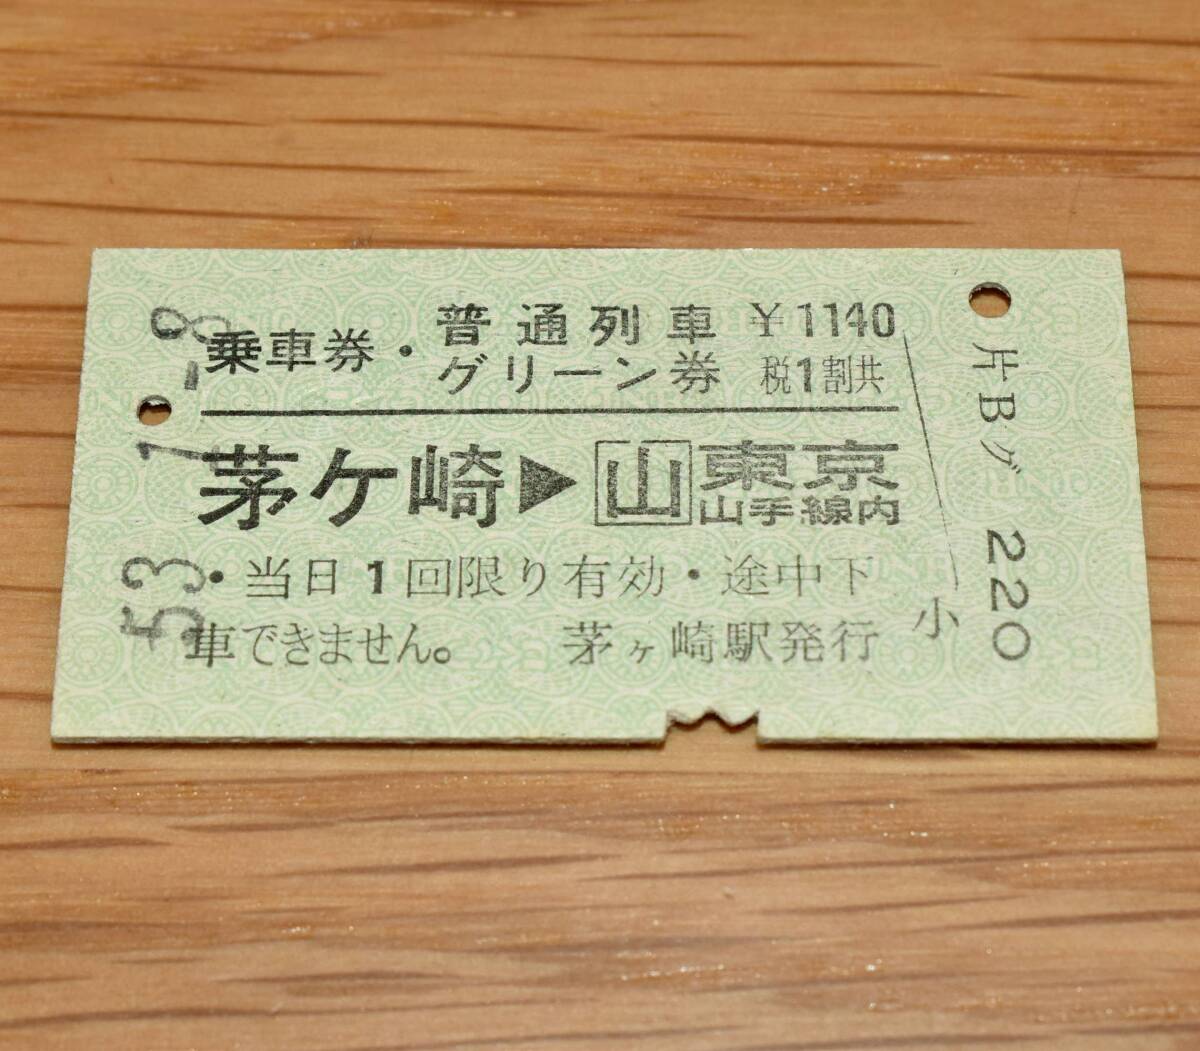 乗車券・普通列車グリーン券 ¥1140
税1割共
茅ケ崎▶山東京山手線内
・当日1回限り有効・途中下
車できません。 茅ヶ崎駅発行
小
片Bグ 220
53 1 -8